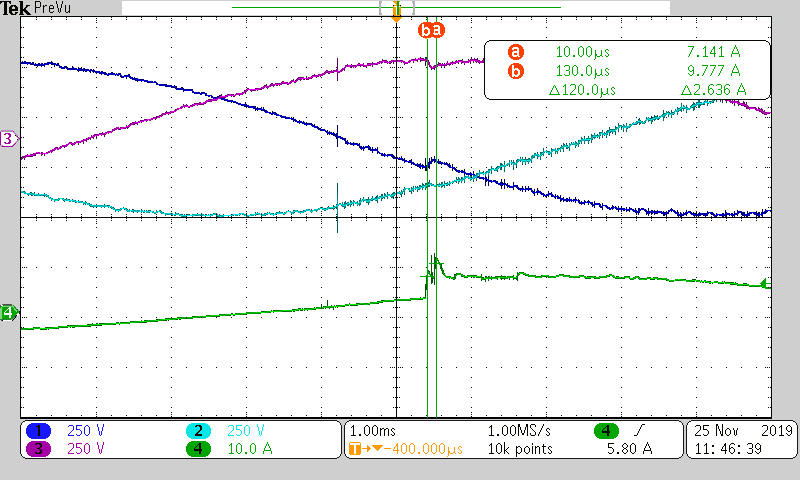 Tek PreVu
T
b a
a 10.00µs 7.141 A
b 130.0µs 9.777 A
Δ120.0µs Δ2.636 A
3
4
1 250 V 2 250 V
3 250 V 4 10.0 A
1.00ms 1.00MS/s
T→▼−400.000µs 10k points
4 5.80 A
25 Nov 2019
11:46:39